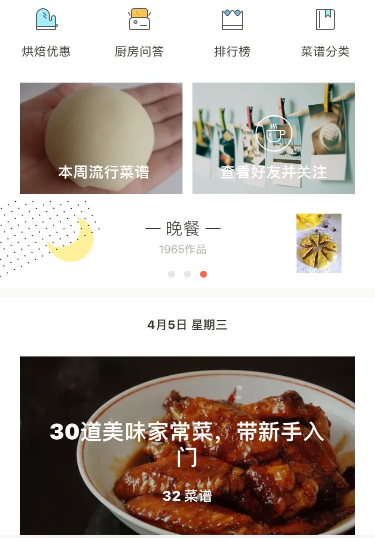 烘焙优惠 厨房问答 排行榜 菜谱分类
本周流行菜谱 查看好友并关注
— 晚餐 —
1965作品
4月5日 星期三
30道美味家常菜，带新手入
门
32 菜谱